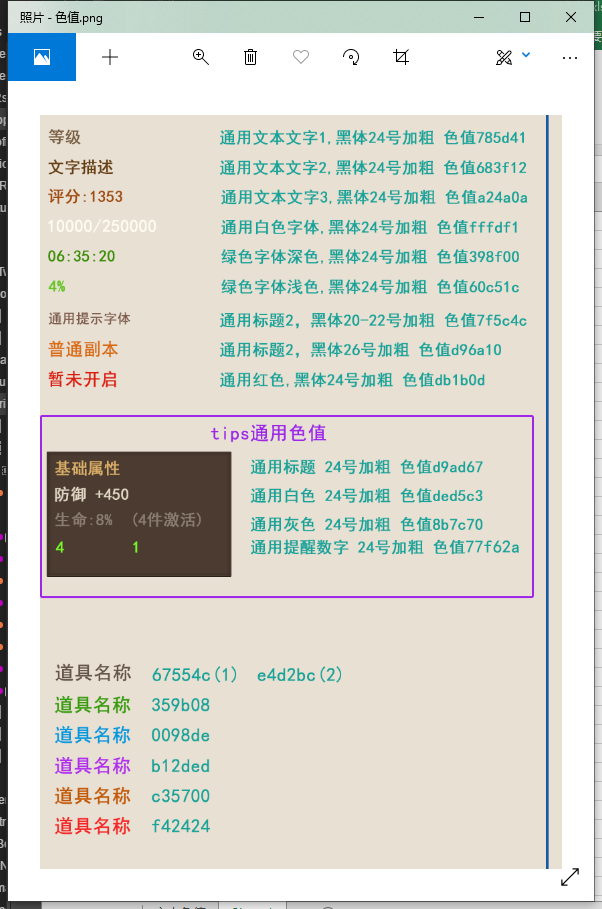 照片 - 色值.png
等级 通用文本文字1,黑体24号加粗 色值785d41
文字描述 通用文本文字2,黑体24号加粗 色值683f12
评分:1353 通用文本文字3,黑体24号加粗 色值a24a0a
10000/250000 通用白色字体,黑体24号加粗 色值fffdf1
06:35:20 绿色字体深色,黑体24号加粗 色值398f00
4% 绿色字体浅色,黑体24号加粗 色值60c51c
通用提示字体 通用标题2, 黑体20-22号加粗 色值7f5c4c
普通副本 通用标题2, 黑体26号加粗 色值d96a10
暂未开启 通用红色,黑体24号加粗 色值db1b0d
tips通用色值
基础属性 通用标题 24号加粗 色值d9ad67
防御 +450 通用白色 24号加粗 色值ded5c3
生命:8% （4件激活） 通用灰色 24号加粗 色值8b7c70
4 1 通用提醒数字 24号加粗 色值77f62a
道具名称 67554c(1) e4d2bc(2)
道具名称 359b08
道具名称 0098de
道具名称 b12ded
道具名称 c35700
道具名称 f42424